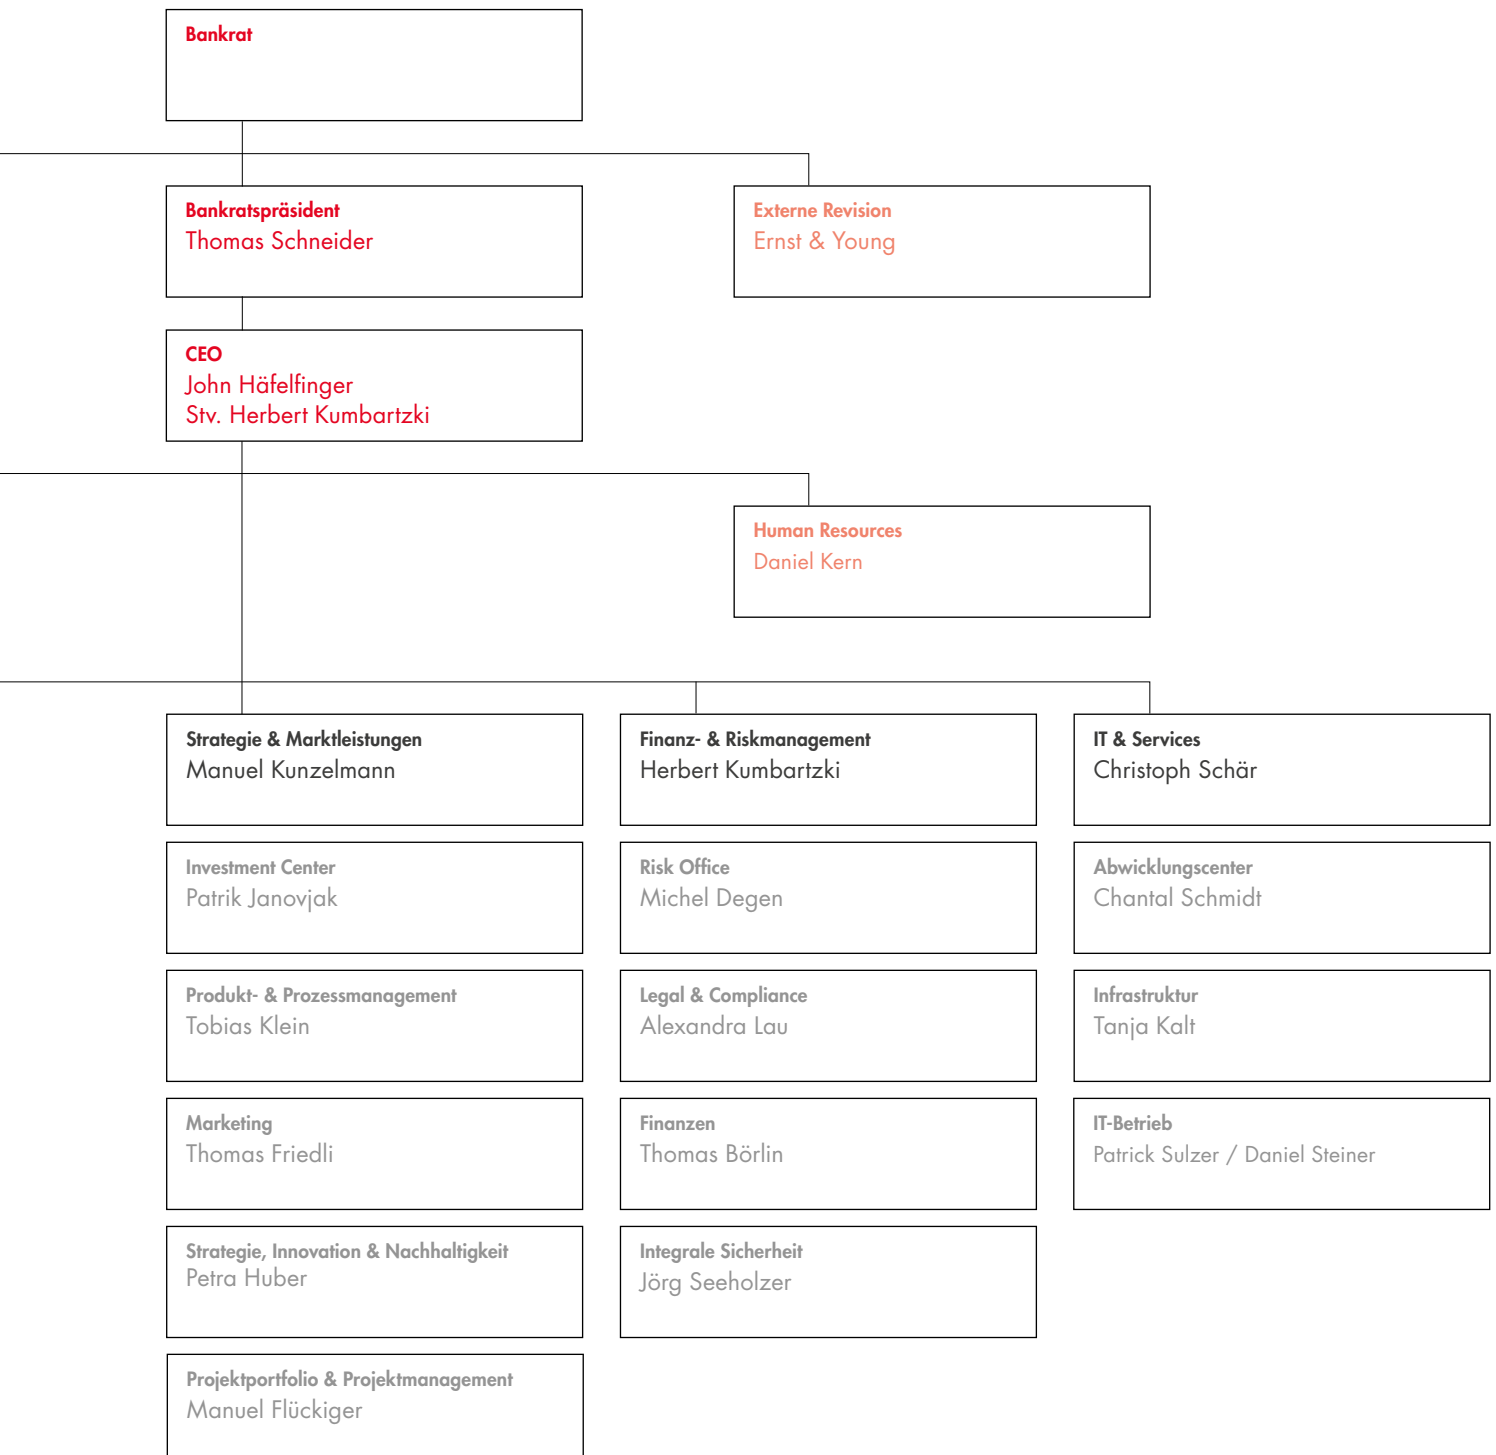 Bankrat
Bankratspräsident
Thomas Schneider
Externe Revision
Ernst & Young
CEO
John Häfelfinger
Stv. Herbert Kumbartzki
Human Resources
Daniel Kern
Strategie & Marktleistungen
Manuel Kunzelmann
Finanz- & Riskmanagement
Herbert Kumbartzki
IT & Services
Christoph Schär
Investment Center
Patrik Janovjak
Risk Office
Michel Degen
Abwicklungscenter
Chantal Schmidt
Produkt- & Prozessmanagement
Tobias Klein
Legal & Compliance
Alexandra Lau
Infrastruktur
Tanja Kalt
Marketing
Thomas Friedli
Finanzen
Thomas Börlin
IT-Betrieb
Patrick Sulzer / Daniel Steiner
Strategie, Innovation & Nachhaltigkeit
Petra Huber
Integrale Sicherheit
Jörg Seeholzer
Projektportfolio & Projektmanagement
Manuel Flückiger